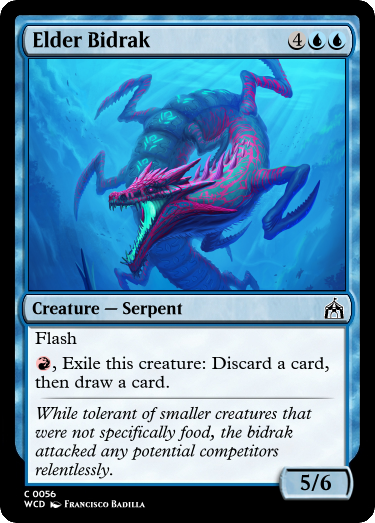 Elder Bidrak 4
Creature — Serpent
Flash
, Exile this creature: Discard a card,
then draw a card.
While tolerant of smaller creatures that
were not specifically food, the bidrak
attacked any potential competitors
relentlessly.
5/6
C 0056
WCD Francisco Badilla